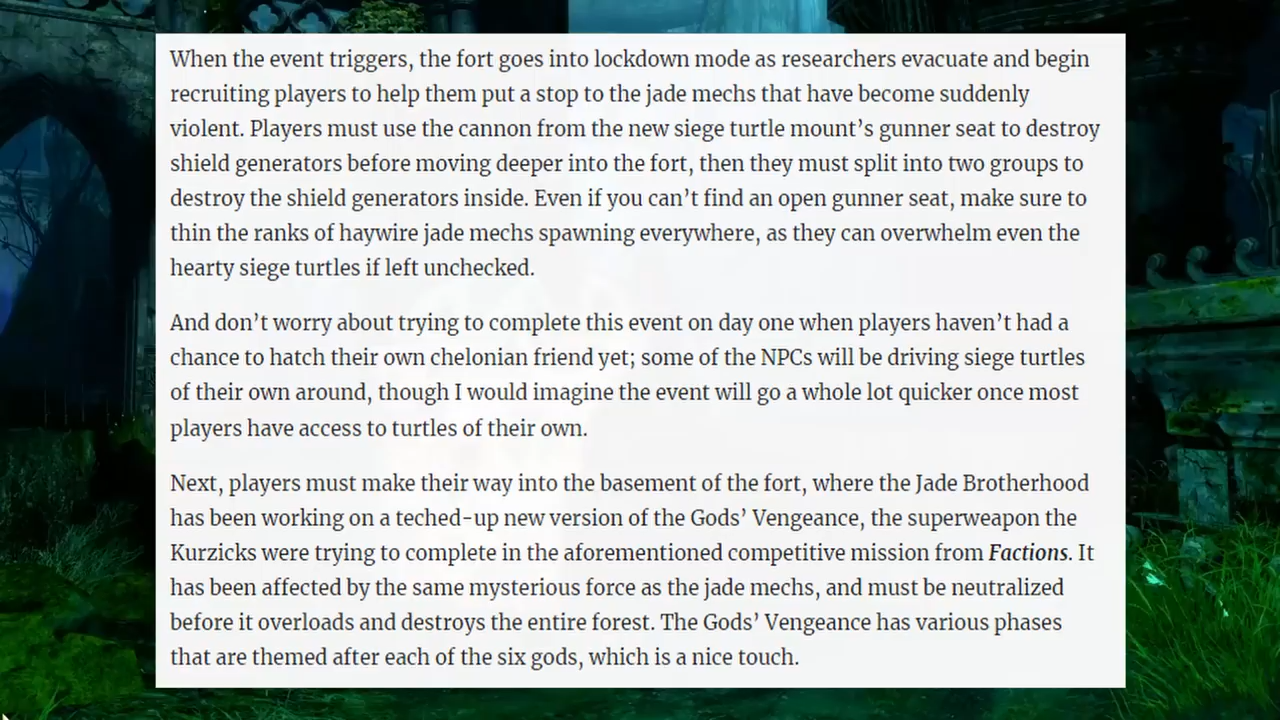 When the event triggers, the fort goes into lockdown mode as researchers evacuate and begin
recruiting players to help them put a stop to the jade mechs that have become suddenly
violent. Players must use the cannon from the new siege turtle mount’s gunner seat to destroy
shield generators before moving deeper into the fort, then they must split into two groups to
destroy the shield generators inside. Even if you can’t find an open gunner seat, make sure to
thin the ranks of haywire jade mechs spawning everywhere, as they can overwhelm even the
hearty siege turtles if left unchecked.
And don’t worry about trying to complete this event on day one when players haven’t had a
chance to hatch their own chelonian friend yet; some of the NPCs will be driving siege turtles
of their own around, though I would imagine the event will go a whole lot quicker once most
players have access to turtles of their own.
Next, players must make their way into the basement of the fort, where the Jade Brotherhood
has been working on a teched-up new version of the Gods’ Vengeance, the superweapon the
Kurzicks were trying to complete in the aforementioned competitive mission from Factions. It
has been affected by the same mysterious force as the jade mechs, and must be neutralized
before it overloads and destroys the entire forest. The Gods’ Vengeance has various phases
that are themed after each of the six gods, which is a nice touch.